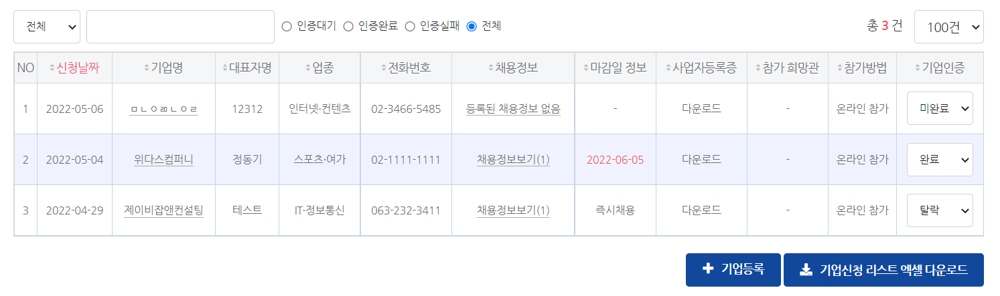 전체 인증대기 인증완료 인증실패 전체 총 3 건 100건
NO 신청날짜 기업명 대표자명 업종 전화번호 채용정보 마감일 정보 사업자등록증 참가 희망관 참가방법 기업인증
1 2022-05-06 ㅁㄴㅇㄻㄴㅇㄹ 12312 인터넷·컨텐츠 02-3466-5485 등록된 채용정보 없음 - 다운로드 - 온라인 참가 미완료
2 2022-05-04 위다스컴퍼니 정동기 스포츠·여가 02-1111-1111 채용정보보기(1) 2022-06-05 다운로드 - 온라인 참가 완료
3 2022-04-29 제이비잡앤컨설팅 테스트 IT·정보통신 063-232-3411 채용정보보기(1) 즉시채용 다운로드 - 온라인 참가 탈락
기업등록 기업신청 리스트 엑셀 다운로드